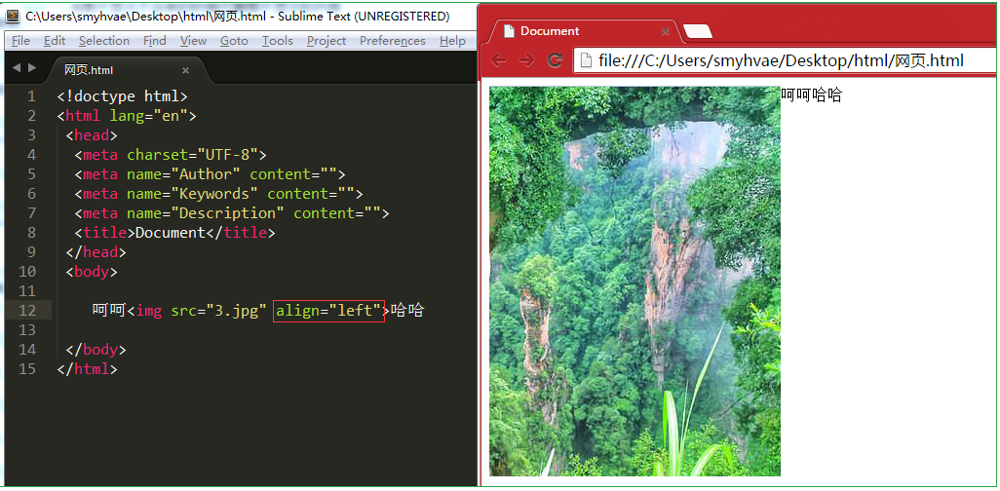 C:\Users\smyhvae\Desktop\html\网页.html - Sublime Text (UNREGISTERED)
File Edit Selection Find View Goto Tools Project Preferences Help
网页.html ×
1 <!doctype html>
2 <html lang="en">
3 <head>
4 <meta charset="UTF-8">
5 <meta name="Author" content="">
6 <meta name="Keywords" content="">
7 <meta name="Description" content="">
8 <title>Document</title>
9 </head>
10 <body>
11
12 呵呵<img src="3.jpg" align="left">哈哈
13
14 </body>
15 </html>
Document ×
file:///C:/Users/smyhvae/Desktop/html/网页.html
呵呵哈哈